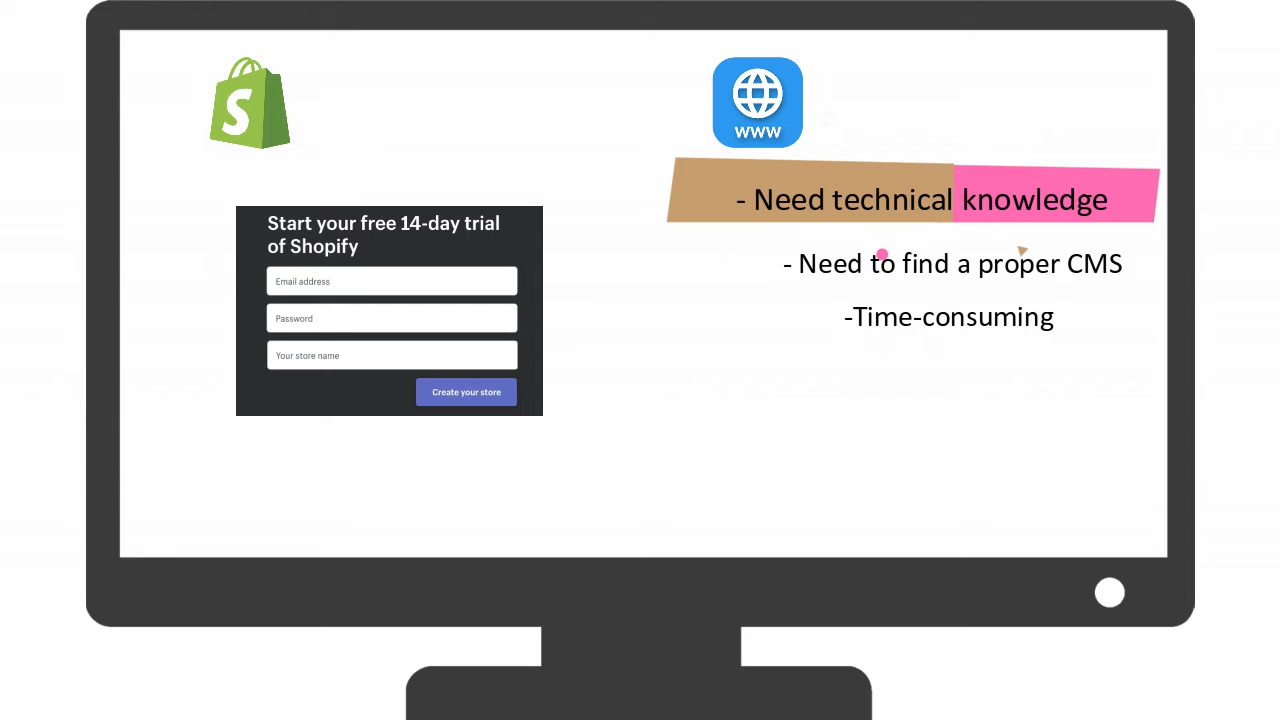 S
WWW
- Need technical knowledge
- Need to find a proper CMS
-Time-consuming
Start your free 14-day trial
of Shopify
Email address
Password
Your store name
Create your store